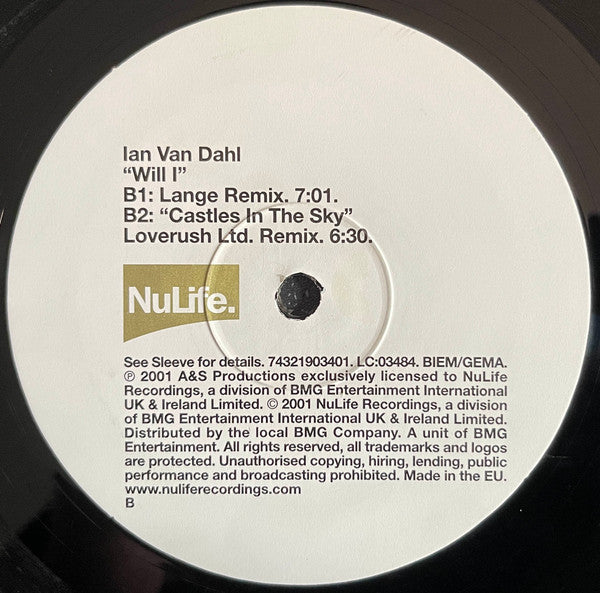 Ian Van Dahl
“Will I”
B1: Lange Remix. 7:01.
B2: “Castles In The Sky”
Loverush Ltd. Remix. 6:30.
NuLife.
See Sleeve for details. 74321903401. LC:03484. BIEM/GEMA.
℗ 2001 A&S Productions exclusively licensed to NuLife
Recordings, a division of BMG Entertainment International
UK & Ireland Limited. © 2001 NuLife Recordings, a division
of BMG Entertainment International UK & Ireland Limited.
Distributed by the local BMG Company. A unit of BMG
Entertainment. All rights reserved, all trademarks and logos
are protected. Unauthorised copying, hiring, lending, public
performance and broadcasting prohibited. Made in the EU.
www.nuliferecordings.com
B